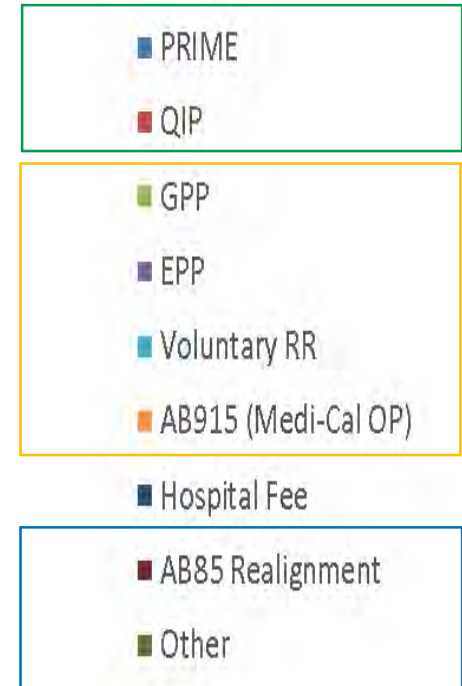 PRIME
QIP
GPP
EPP
Voluntary RR
AB915 (Medi-Cal OP)
Hospital Fee
AB85 Realignment
Other